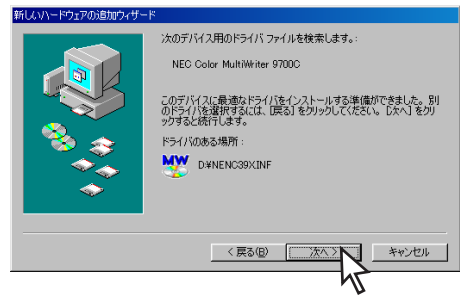 新しいハードウェアの追加ウィザード
次のデバイス用のドライバ ファイルを検索します。:
NEC Color MultiWriter 9700C
このデバイスに最適なドライバをインストールする準備ができました。別
のドライバを選択するには、[戻る] をクリックしてください。[次へ] をクリ
ックすると続行します。
ドライバのある場所:
MW
D:¥NENC39X.INF
< 戻る(B)
次へ >
キャンセル